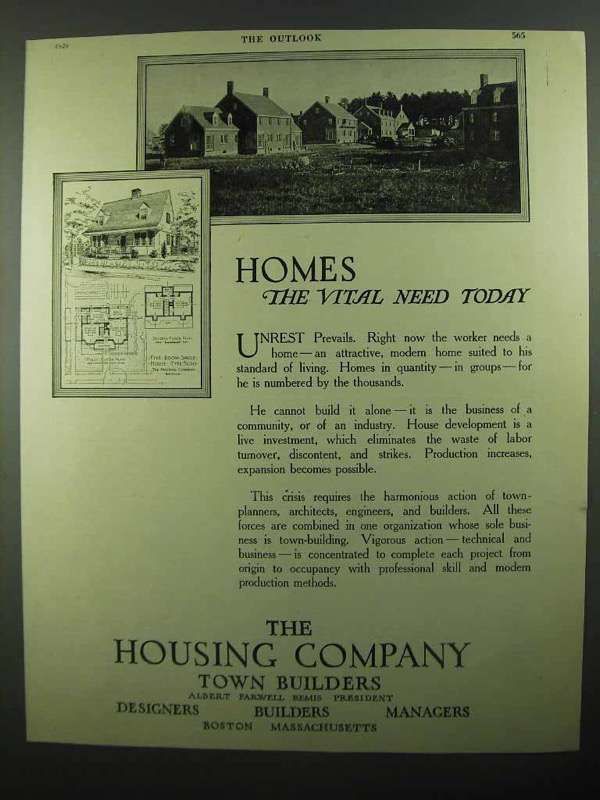 THE OUTLOOK
565
HOMES
THE VITAL NEED TODAY
UNREST Prevails. Right now the worker needs a
home—an attractive, modern home suited to his
standard of living. Homes in quantity—in groups—for
he is numbered by the thousands.
He cannot build it alone—it is the business of a
community, or of an industry. House development is a
live investment, which eliminates the waste of labor
turnover, discontent, and strikes. Production increases,
expansion becomes possible.
This crisis requires the harmonious action of town-
planners, architects, engineers, and builders. All these
forces are combined in one organization whose sole busi-
ness is town-building. Vigorous action—technical and
business—is concentrated to complete each project from
origin to occupancy with professional skill and modern
production methods.
THE
HOUSING COMPANY
TOWN BUILDERS
ALBERT FARWELL BEMIS PRESIDENT
DESIGNERS BUILDERS MANAGERS
BOSTON MASSACHUSETTS